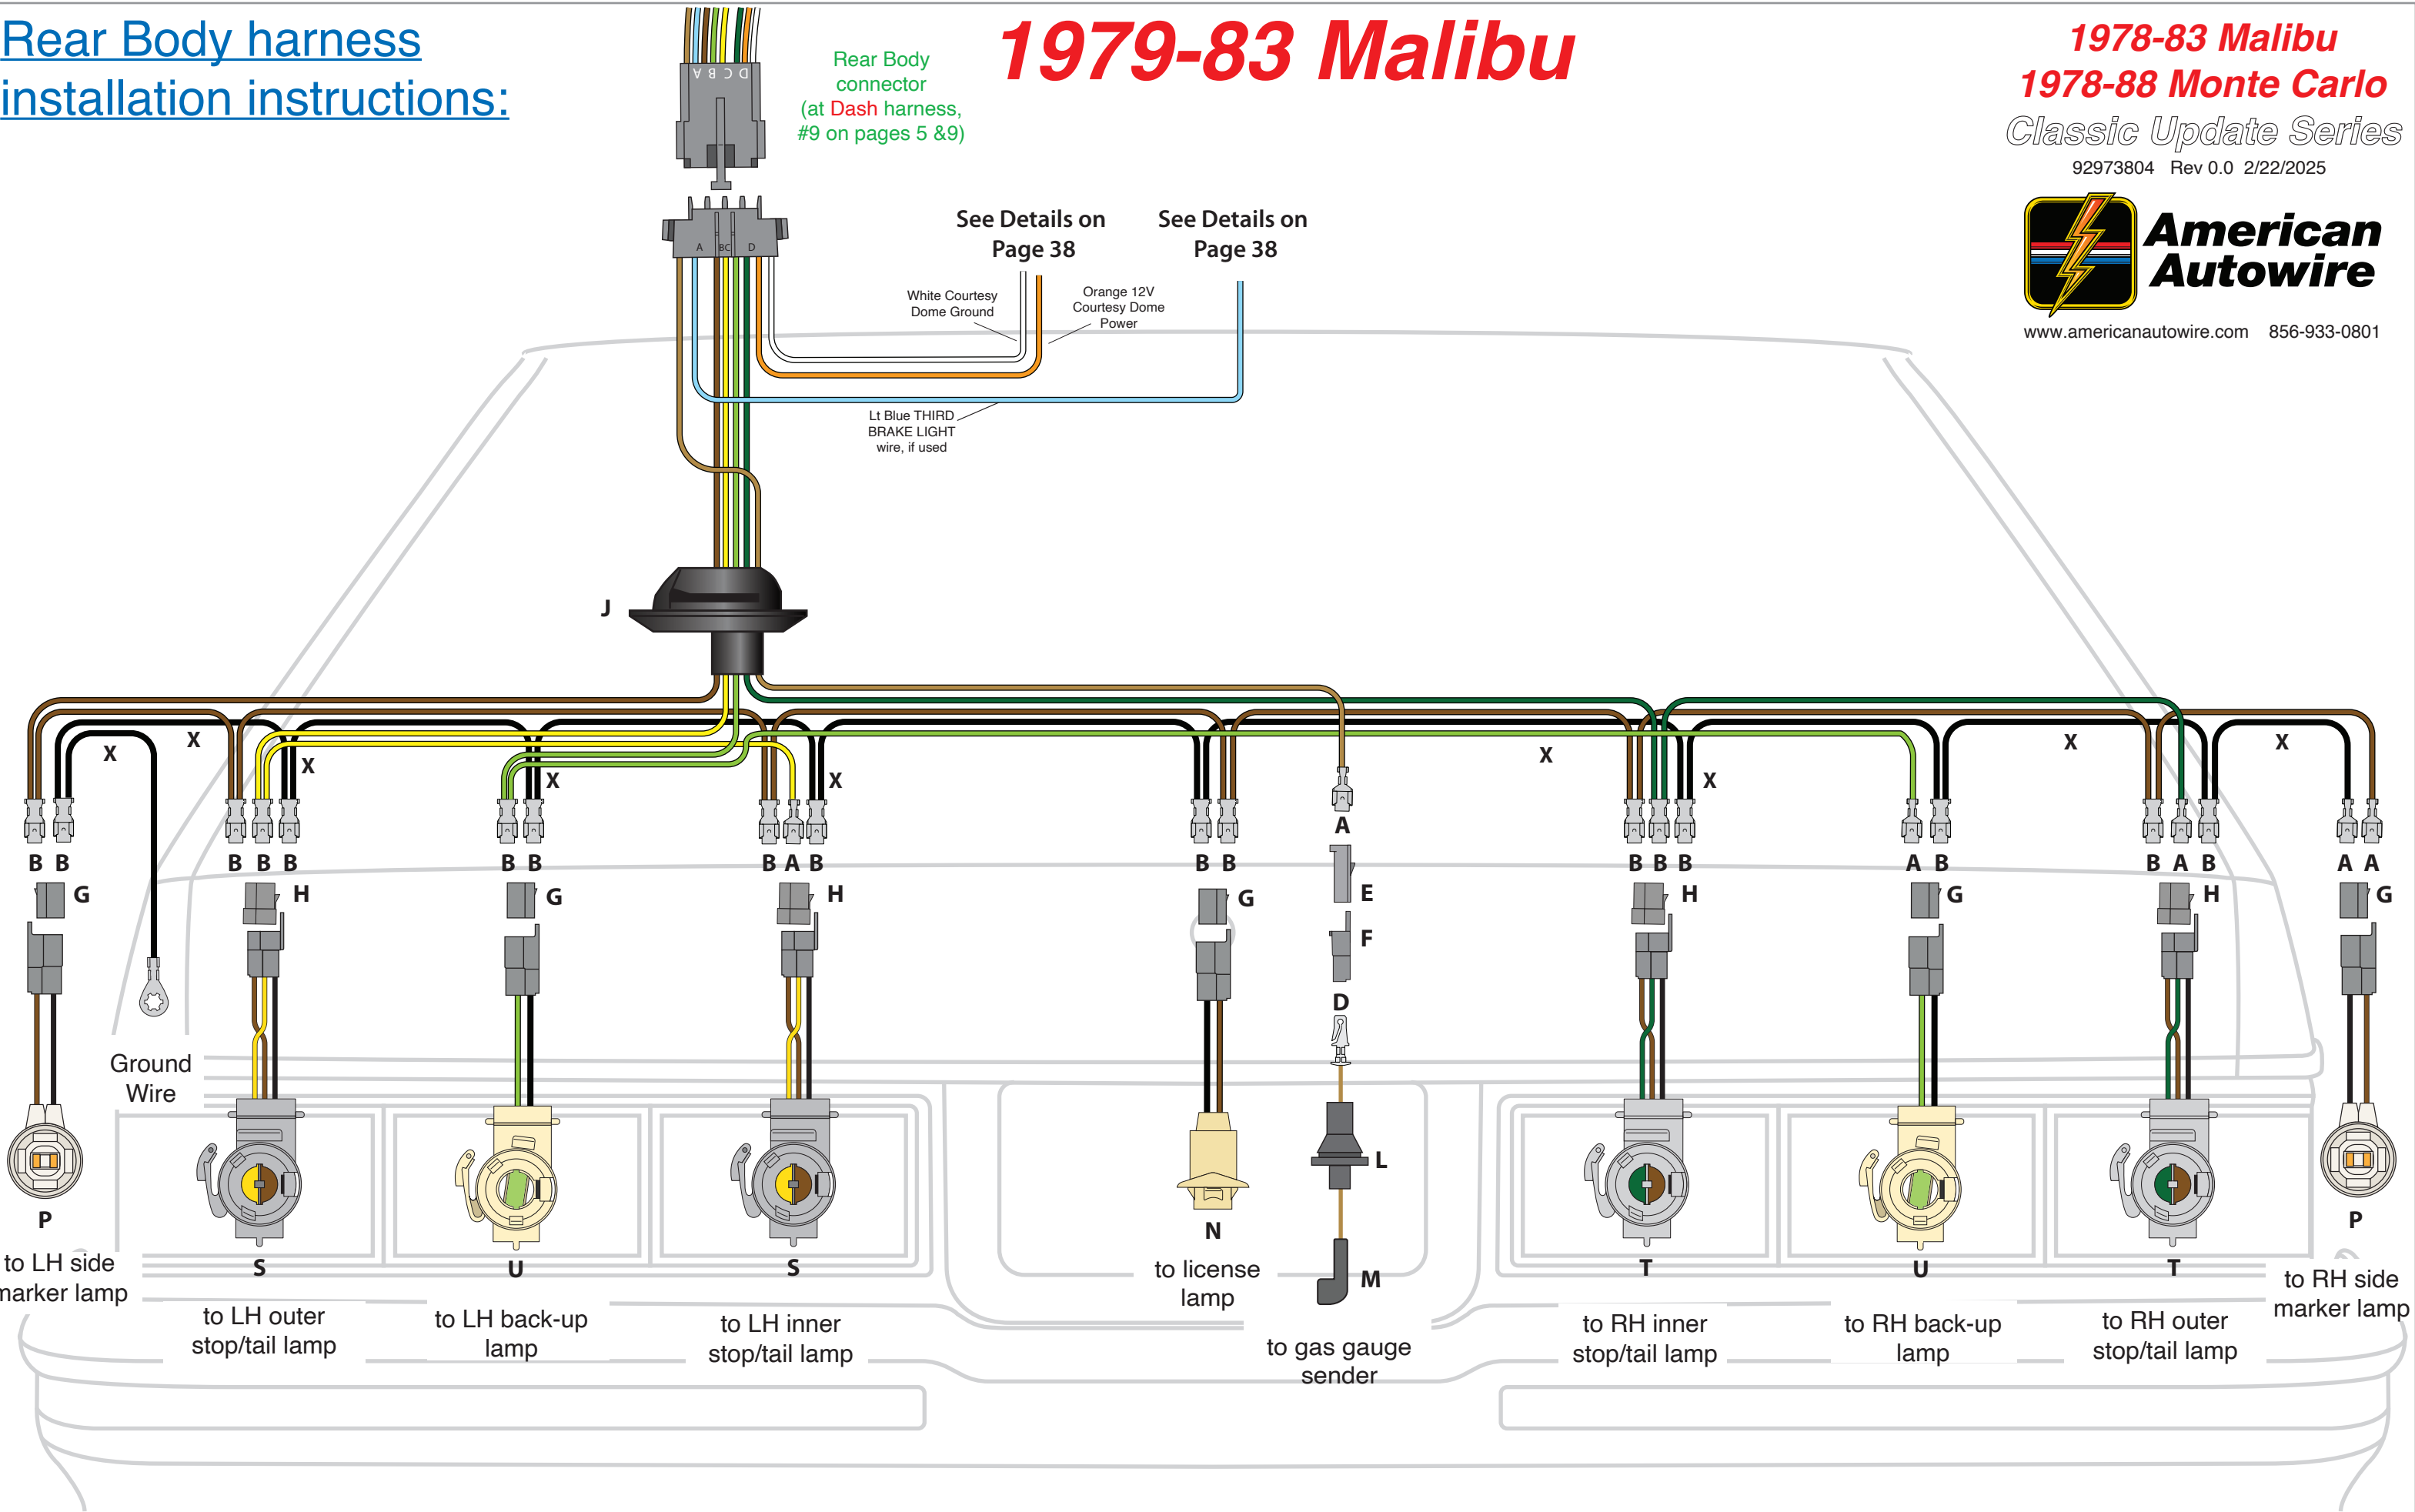 Rear Body harness
installation instructions:
A B C D
Rear Body
connector
(at Dash harness,
#9 on pages 5 &9)
1979-83 Malibu
1978-83 Malibu
1978-88 Monte Carlo
Classic Update Series
92973804 Rev 0.0 2/22/2025
American
Autowire
www.americanautowire.com 856-933-0801
A BC D
See Details on
Page 38
See Details on
Page 38
White Courtesy
Dome Ground
Orange 12V
Courtesy Dome
Power
Lt Blue THIRD
BRAKE LIGHT
wire, if used
J
X X X X X X X X X
B B B B B B B B A B B B A B B B A B B A B A A
G H G H G E H G H G
F
D
Ground
Wire
L
P S U S N M T U T P
to LH side
marker lamp
to LH outer
stop/tail lamp
to LH back-up
lamp
to LH inner
stop/tail lamp
to license
lamp
to gas gauge
sender
to RH inner
stop/tail lamp
to RH back-up
lamp
to RH outer
stop/tail lamp
to RH side
marker lamp